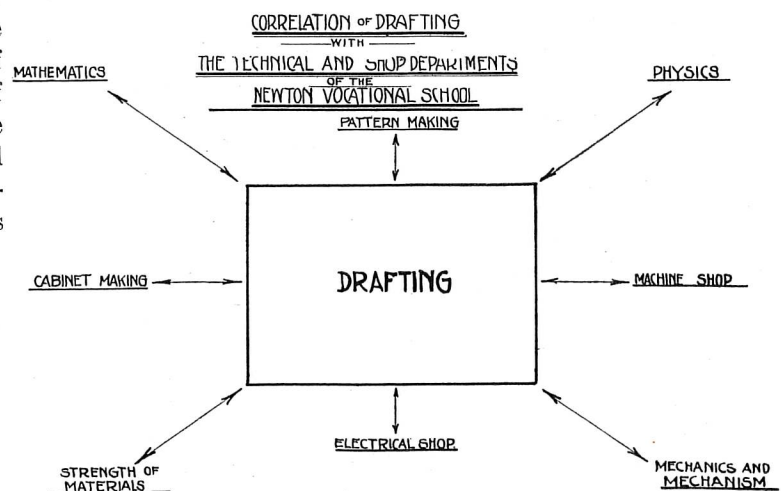 CORRELATION OF DRAFTING
WITH
THE TECHNICAL AND SHOP DEPARTMENTS
OF THE
NEWTON VOCATIONAL SCHOOL
MATHEMATICS
PHYSICS
PATTERN MAKING
CABINET MAKING
DRAFTING
MACHINE SHOP
ELECTRICAL SHOP.
STRENGTH OF
MATERIALS
MECHANICS AND
MECHANISM